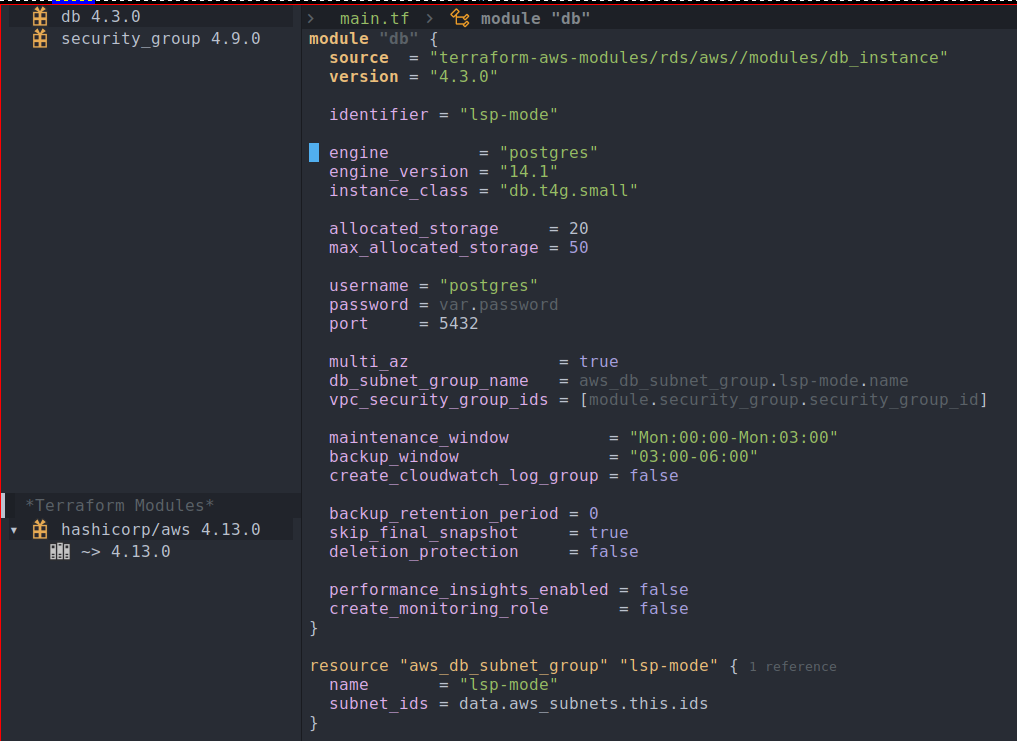 db 4.3.0
security_group 4.9.0
*Terraform Modules*
▾ hashicorp/aws 4.13.0
~> 4.13.0
› main.tf › module "db"
module "db" {
  source  = "terraform-aws-modules/rds/aws//modules/db_instance"
  version = "4.3.0"
  identifier = "lsp-mode"
  engine         = "postgres"
  engine_version = "14.1"
  instance_class = "db.t4g.small"
  allocated_storage     = 20
  max_allocated_storage = 50
  username = "postgres"
  password = var.password
  port     = 5432
  multi_az               = true
  db_subnet_group_name   = aws_db_subnet_group.lsp-mode.name
  vpc_security_group_ids = [module.security_group.security_group_id]
  maintenance_window          = "Mon:00:00-Mon:03:00"
  backup_window               = "03:00-06:00"
  create_cloudwatch_log_group = false
  backup_retention_period = 0
  skip_final_snapshot     = true
  deletion_protection     = false
  performance_insights_enabled = false
  create_monitoring_role       = false
}
resource "aws_db_subnet_group" "lsp-mode" { 1 reference
  name       = "lsp-mode"
  subnet_ids = data.aws_subnets.this.ids
}